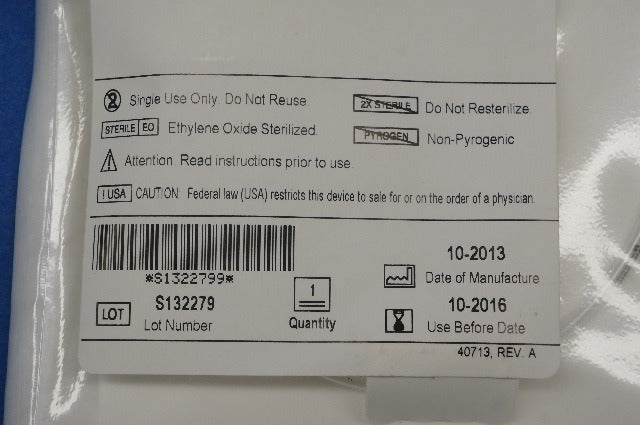 Single Use Only. Do Not Reuse.
2X STERILE Do Not Resterilize.
STERILE EO Ethylene Oxide Sterilized.
PYROGEN Non-Pyrogenic
Attention Read instructions prior to use.
! USA CAUTION: Federal law (USA) restricts this device to sale for or on the order of a physician.
*S1322799*
LOT S132279
Lot Number
1
Quantity
10-2013
Date of Manufacture
10-2016
Use Before Date
40713, REV. A